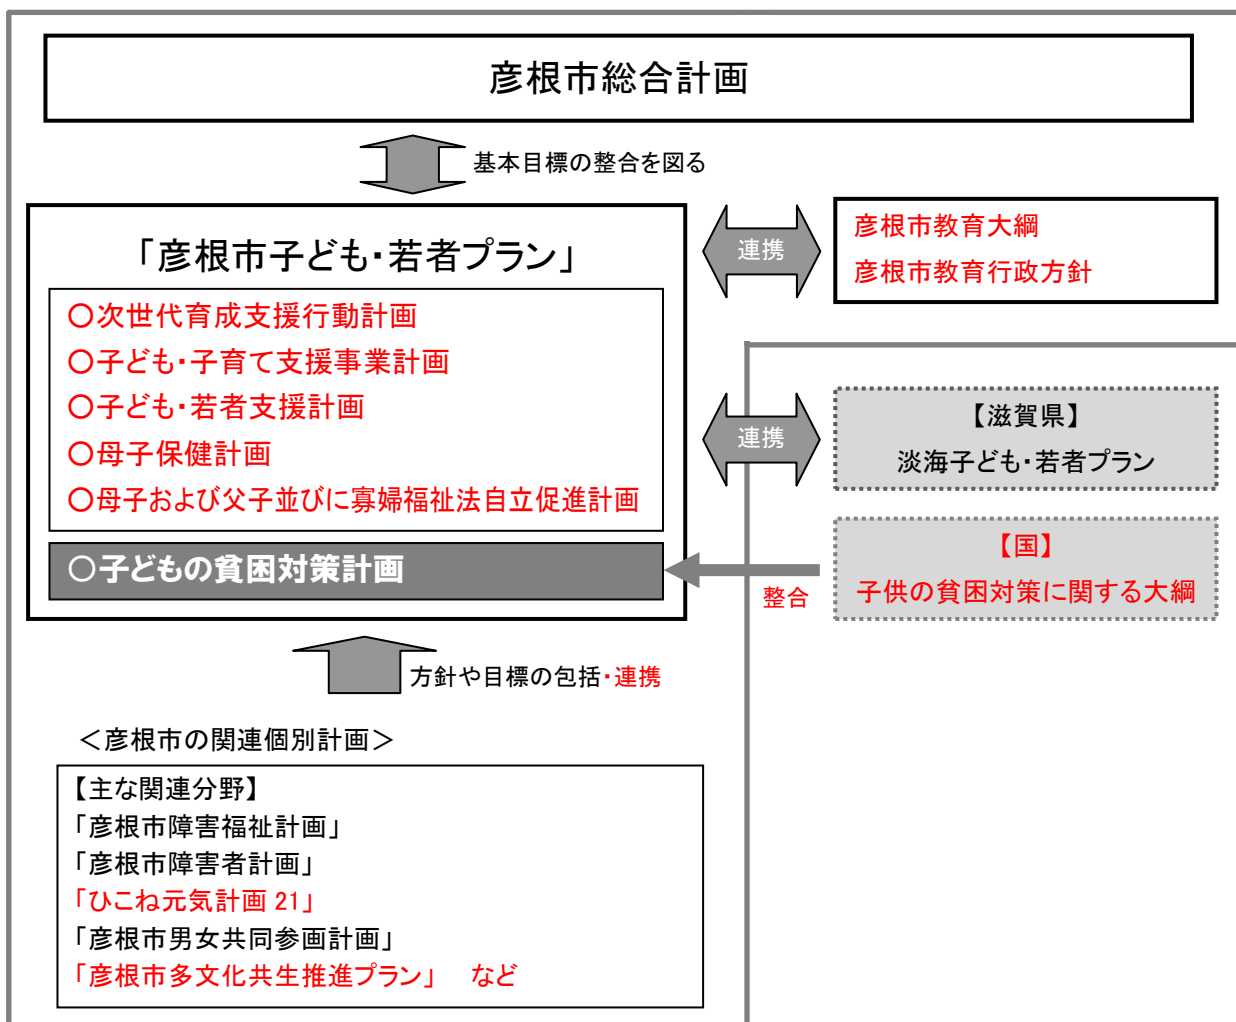 彦根市総合計画
基本目標の整合を図る
「彦根市子ども・若者プラン」
○次世代育成支援行動計画
○子ども・子育て支援事業計画
○子ども・若者支援計画
○母子保健計画
○母子および父子並びに寡婦福祉法自立促進計画
○子どもの貧困対策計画
連携
彦根市教育大綱
彦根市教育行政方針
連携
【滋賀県】
淡海子ども・若者プラン
整合
【国】
子供の貧困対策に関する大綱
方針や目標の包括・連携
＜彦根市の関連個別計画＞
【主な関連分野】
「彦根市障害福祉計画」
「彦根市障害者計画」
「ひこね元気計画 21」
「彦根市男女共同参画計画」
「彦根市多文化共生推進プラン」　など